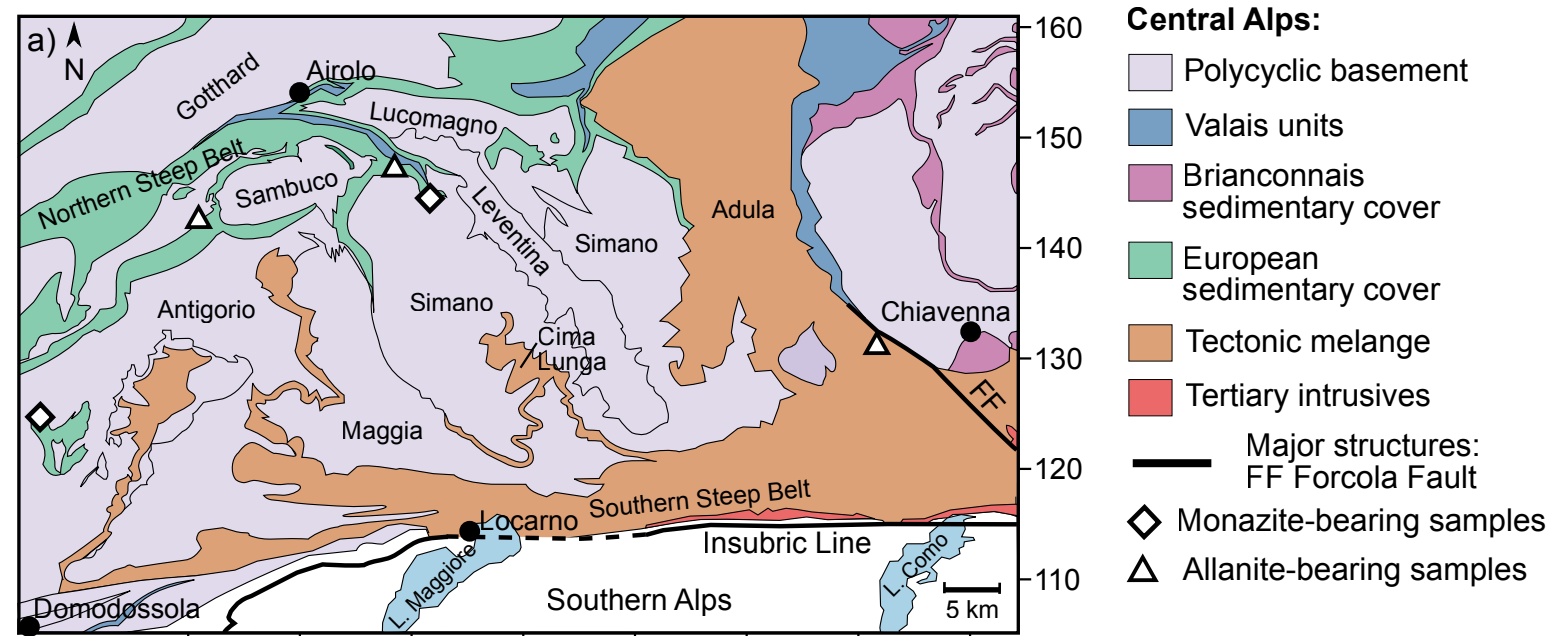 a)
N
Gotthard
Airolo
Lucomagno
Northern Steep Belt
Sambuco
Leventina
Simano
Adula
Antigorio
Simano
Cima
Lunga
Chiavenna
FF
Maggia
Southern Steep Belt
Locarno
Insubric Line
L. Maggiore
L. Como
Southern Alps
5 km
Domodossola
160
150
140
130
120
110
Central Alps:
Polycyclic basement
Valais units
Brianconnais
sedimentary cover
European
sedimentary cover
Tectonic melange
Tertiary intrusives
Major structures:
FF Forcola Fault
Monazite-bearing samples
Allanite-bearing samples